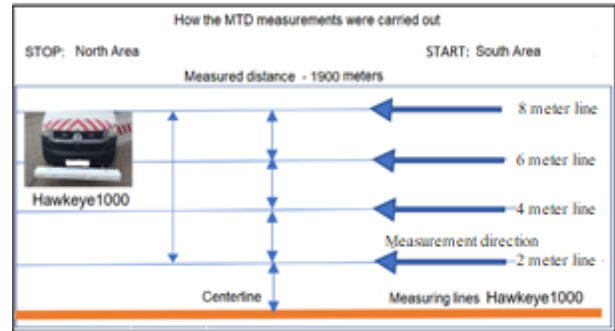 How the MTD measurements were carried out
STOP: North Area
START: South Area
Measured distance - 1900 meters
8 meter line
6 meter line
Hawkeye1000
4 meter line
Measurement direction
2 meter line
Centerline
Measuring lines Hawkeye1000